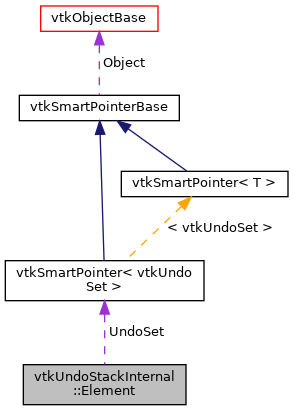 vtkObjectBase
Object
vtkSmartPointerBase
vtkSmartPointer< T >
< vtkUndoSet >
vtkSmartPointer< vtkUndo
Set >
UndoSet
vtkUndoStackInternal
::Element